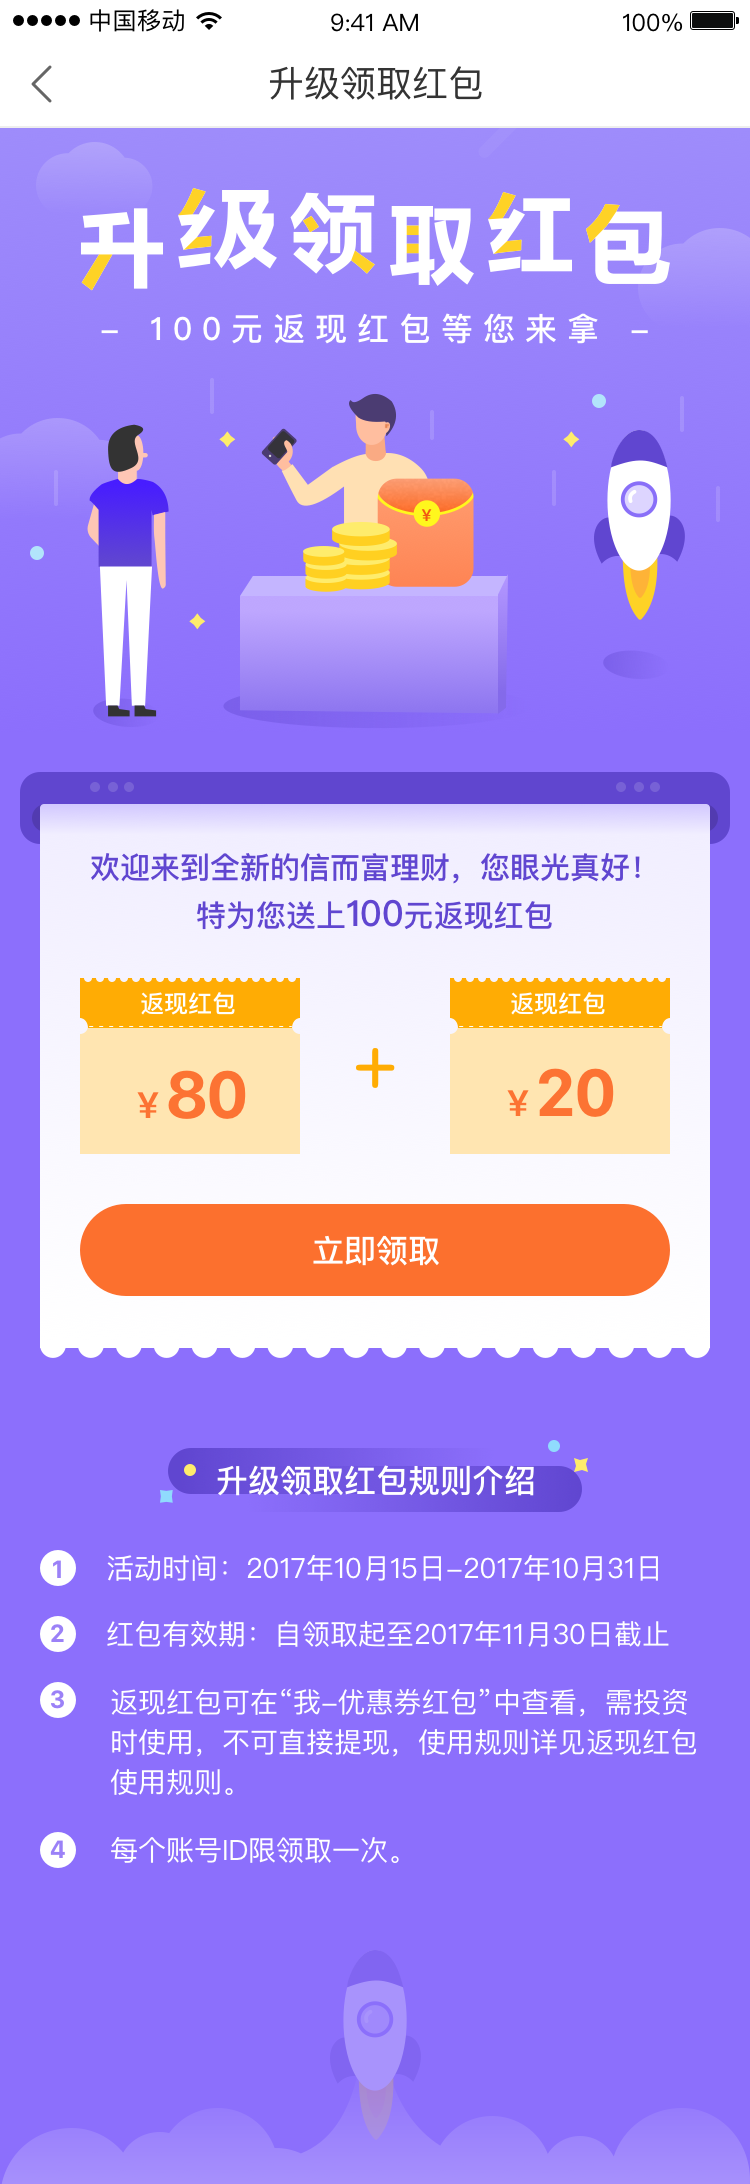 中国移动 9:41 AM 100%
升级领取红包
升级领取红包
– 100元返现红包等您来拿 –
¥
欢迎来到全新的信而富理财，您眼光真好！
特为您送上100元返现红包
返现红包 返现红包
¥80 + ¥20
立即领取
升级领取红包规则介绍
1 活动时间：2017年10月15日–2017年10月31日
2 红包有效期：自领取起至2017年11月30日截止
3 返现红包可在“我–优惠券红包”中查看，需投资
时使用，不可直接提现，使用规则详见返现红包
使用规则。
4 每个账号ID限领取一次。